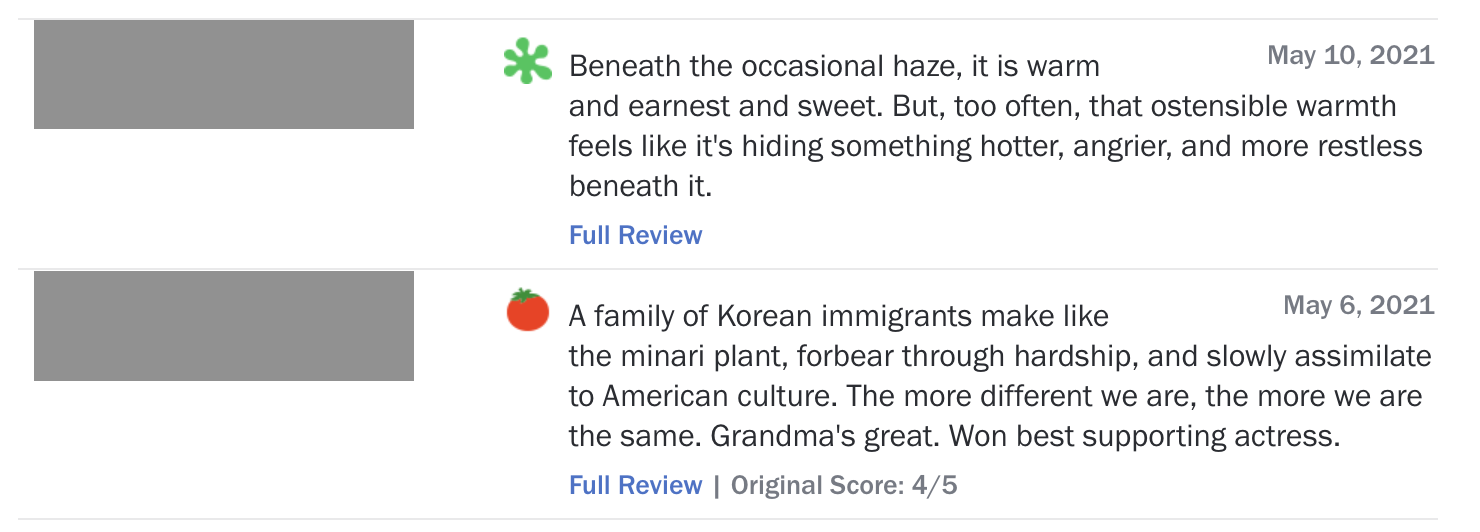 Beneath the occasional haze, it is warm
May 10, 2021
and earnest and sweet. But, too often, that ostensible warmth
feels like it's hiding something hotter, angrier, and more restless
beneath it.
Full Review
A family of Korean immigrants make like
May 6, 2021
the minari plant, forbear through hardship, and slowly assimilate
to American culture. The more different we are, the more we are
the same. Grandma's great. Won best supporting actress.
Full Review | Original Score: 4/5